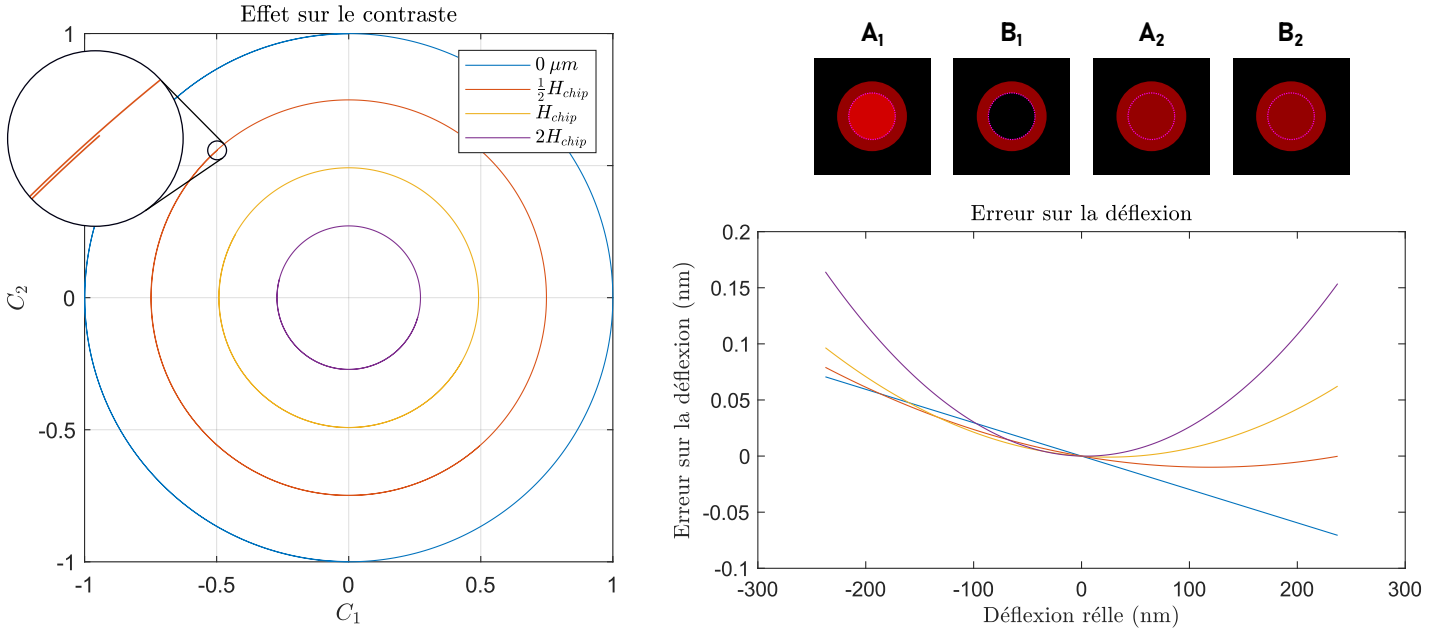 Effet sur le contraste
1
0.5
0
-0.5
-1
-1 -0.5 0 0.5 1
C₂
C₁
0 μm
½H_chip
H_chip
2H_chip
A₁ B₁ A₂ B₂
Erreur sur la déflexion
0.2
0.15
0.1
0.05
0
-0.05
-0.1
-300 -200 -100 0 100 200 300
Erreur sur la déflexion (nm)
Déflexion rélle (nm)